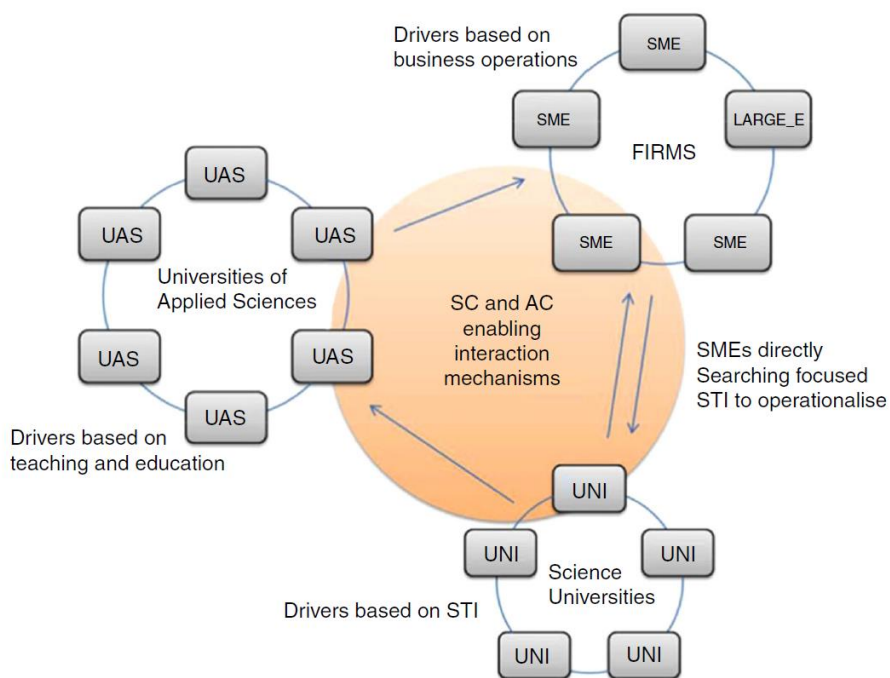 Drivers based on
business operations
SME
SME
LARGE_E
FIRMS
SME
SME
UAS
UAS
UAS
Universities of
Applied Sciences
UAS
UAS
UAS
Drivers based on
teaching and education
SC and AC
enabling
interaction
mechanisms
SMEs directly
Searching focused
STI to operationalise
UNI
UNI
UNI
Science
Universities
Drivers based on STI
UNI
UNI